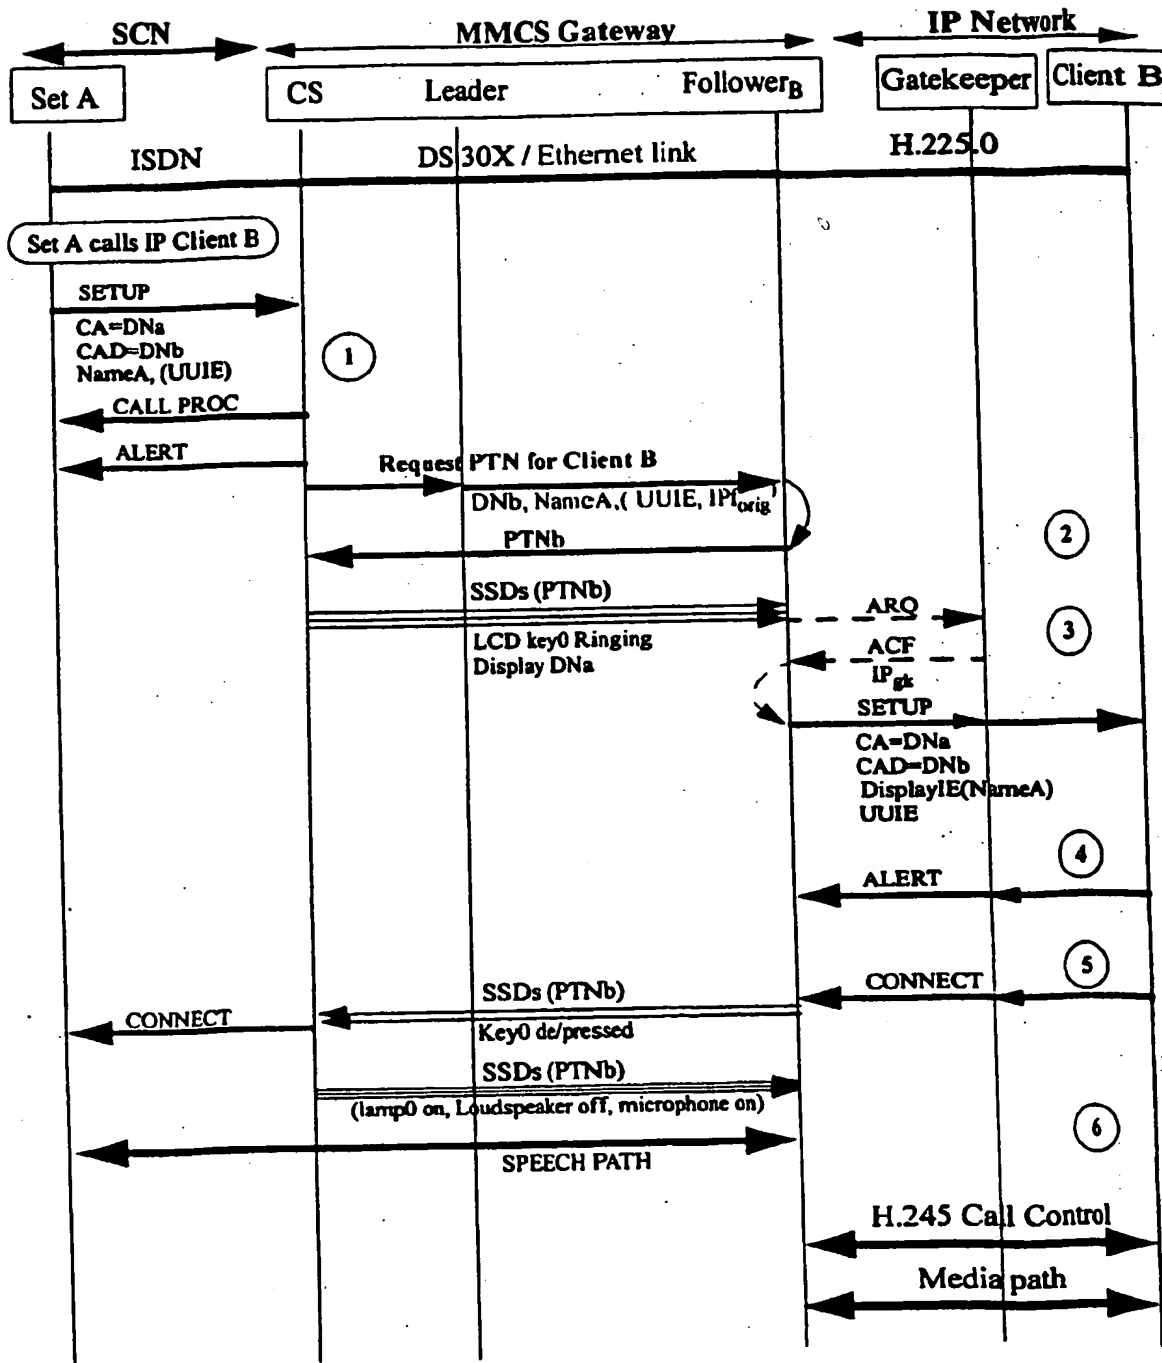 SCN
MMCS Gateway
IP Network
Set A
CS
Leader
FollowerB
Gatekeeper
Client B
ISDN
DS30X / Ethernet link
H.225.0
Set A calls IP Client B
SETUP
CA=DNa
CAD=DNb
NameA, (UUIE)
1
CALL PROC
ALERT
Request PTN for Client B
DNb, NameA,( UUIE, IPforig)
PTNb
2
SSDs (PTNb)
LCD key0 Ringing
Display DNa
ARQ
3
ACF
IPgk
SETUP
CA=DNa
CAD=DNb
DisplayIE(NameA)
UUIE
4
ALERT
5
CONNECT
SSDs (PTNb)
Key0 de/pressed
CONNECT
SSDs (PTNb)
(lamp0 on, Loudspeaker off, microphone on)
6
SPEECH PATH
H.245 Call Control
Media path